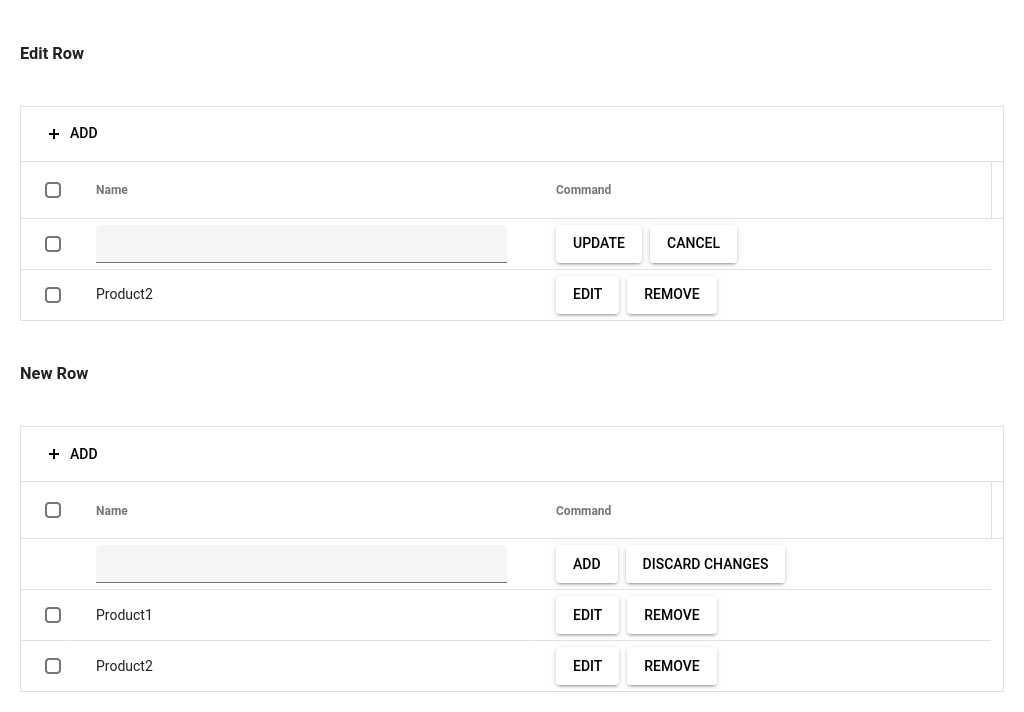 Edit Row
ADD
Name Command
UPDATE CANCEL
Product2 EDIT REMOVE
New Row
ADD
Name Command
ADD DISCARD CHANGES
Product1 EDIT REMOVE
Product2 EDIT REMOVE